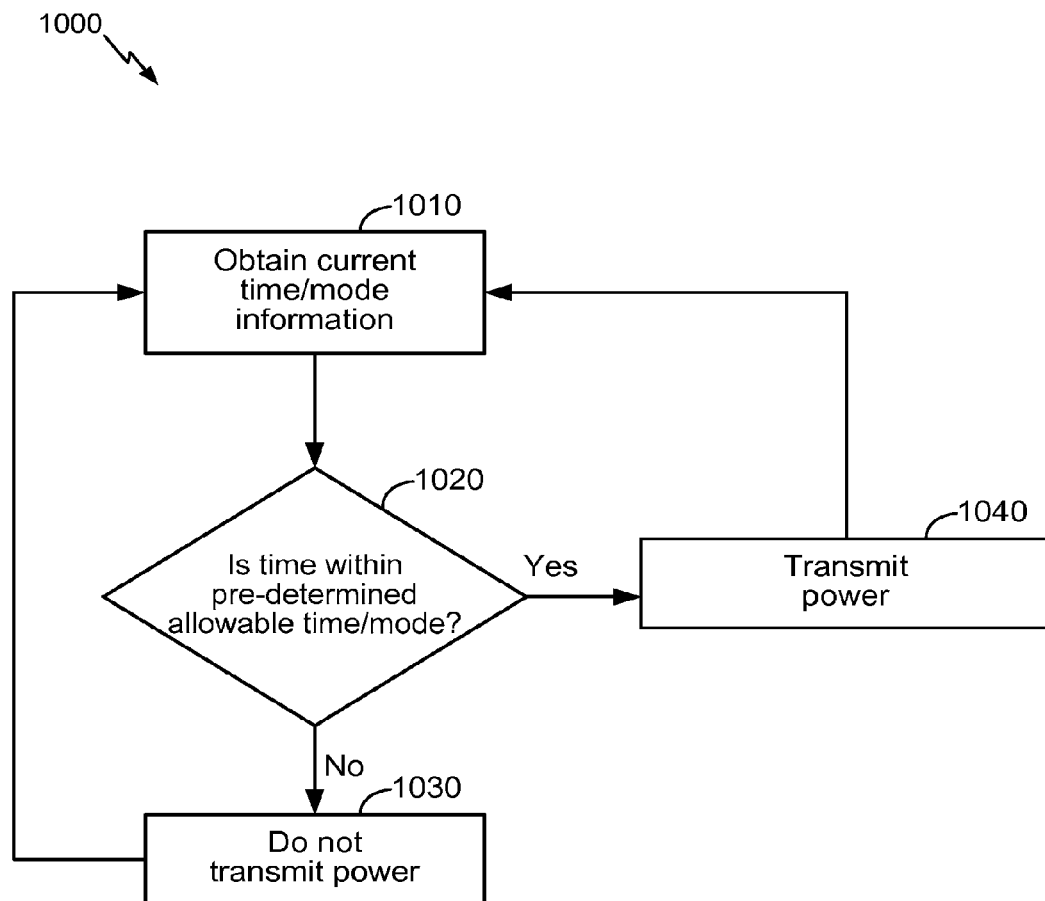 1000
1010
Obtain current
time/mode
information
1020
Is time within
pre-determined
allowable time/mode?
Yes
1040
Transmit
power
No
1030
Do not
transmit power